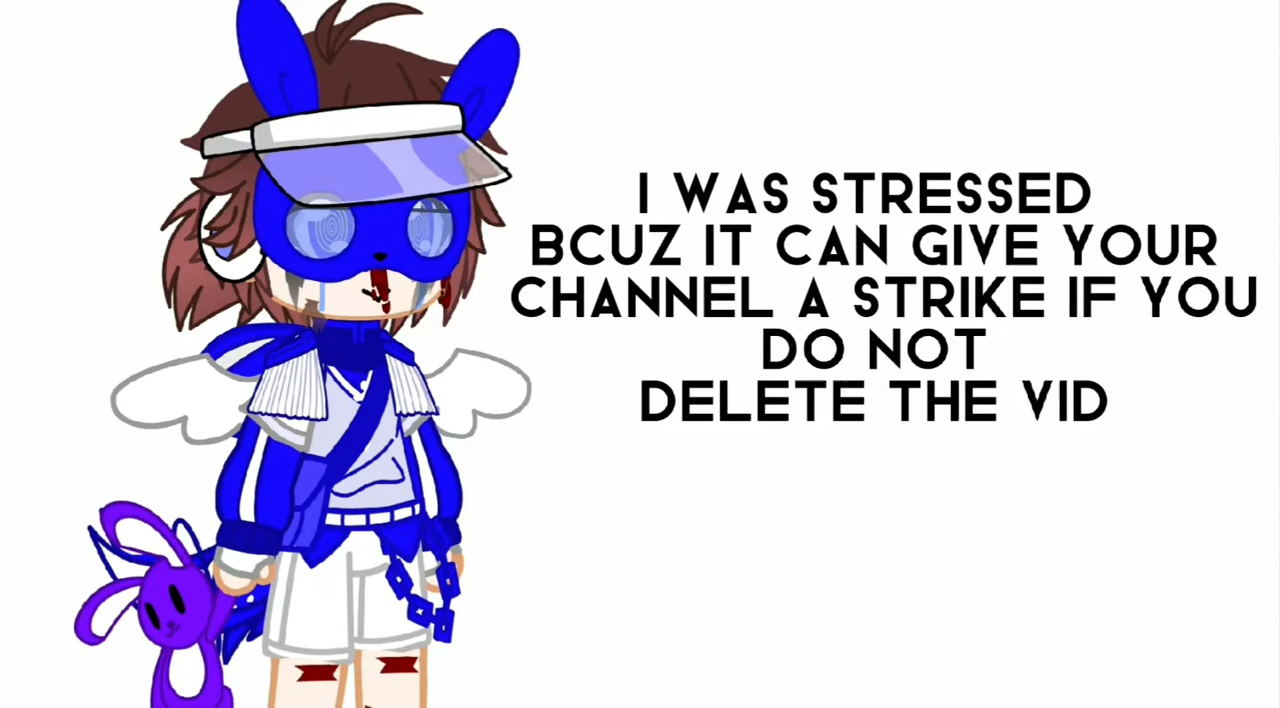 I WAS STRESSED
BCUZ IT CAN GIVE YOUR
CHANNEL A STRIKE IF YOU
DO NOT
DELETE THE VID